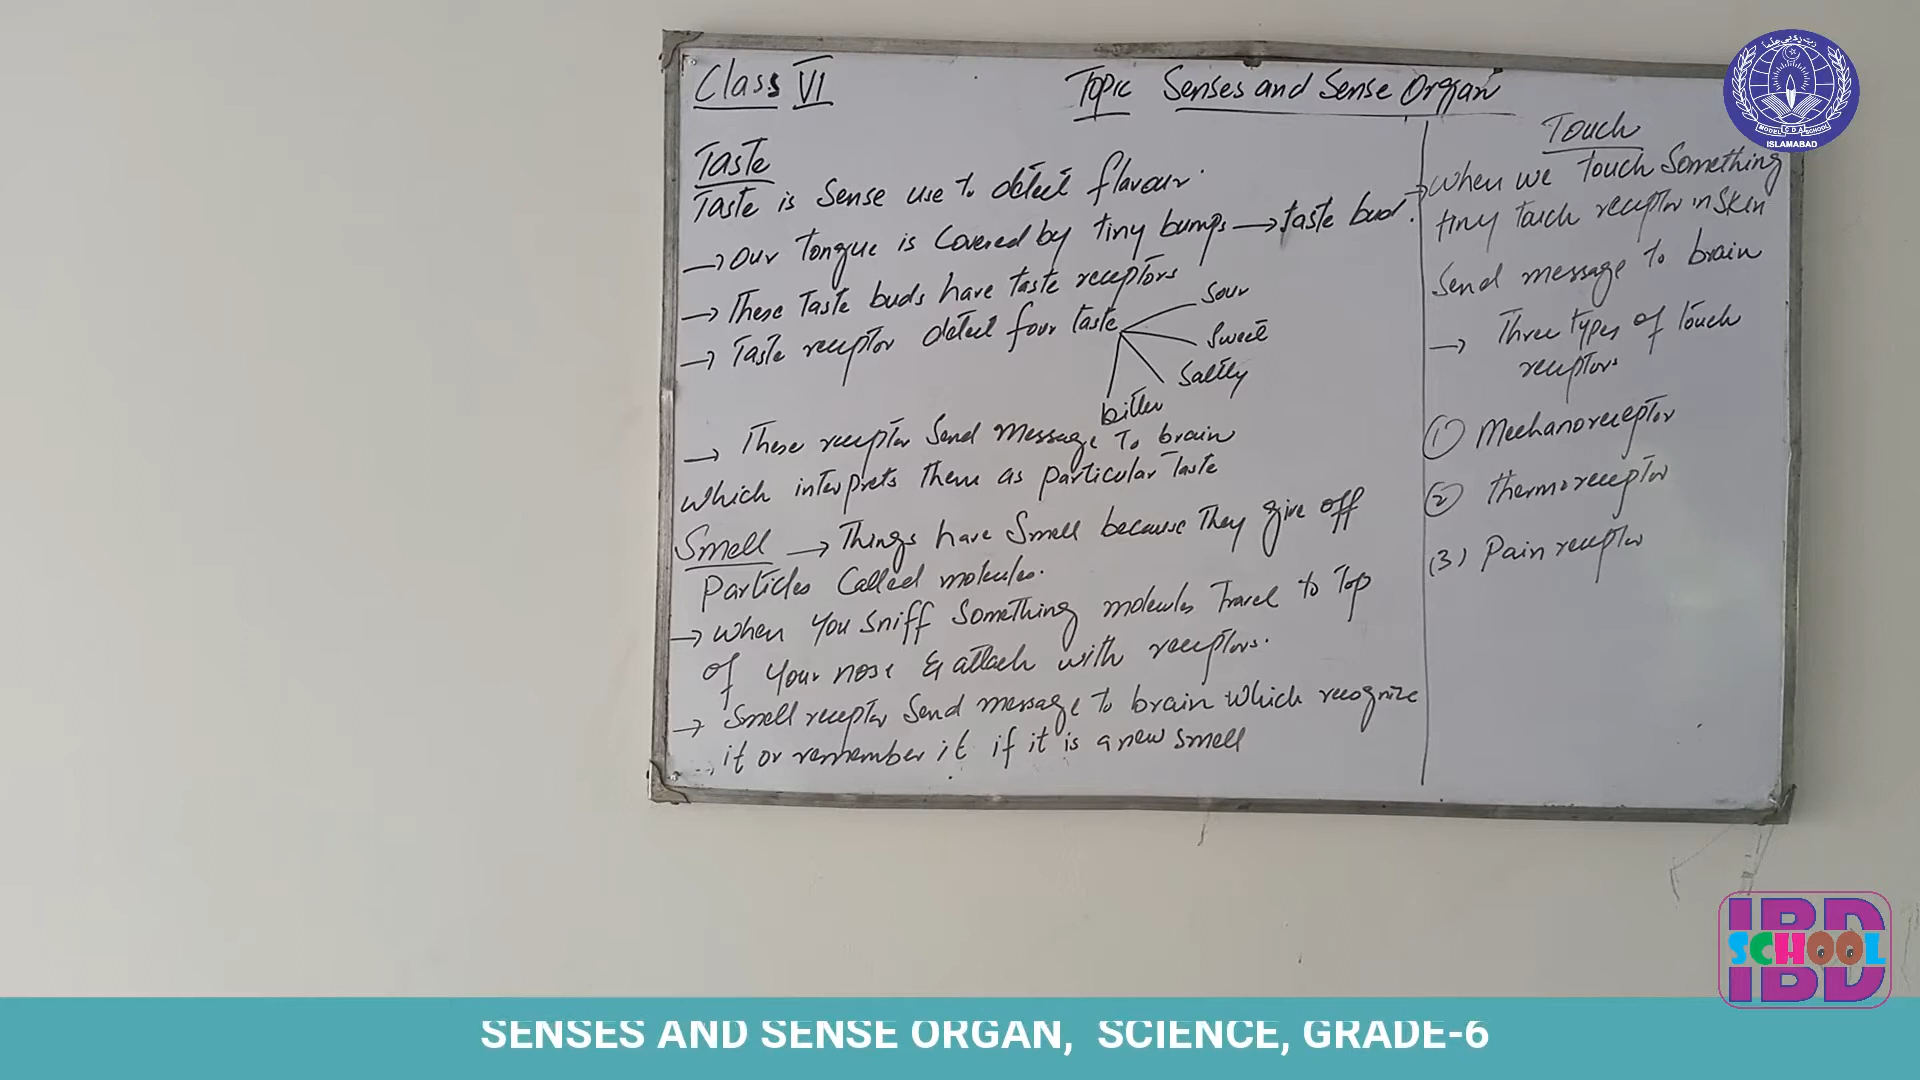 Class VI
Topic Senses and Sense Organ
Taste
Taste is Sense use to detect flavour.
→ Our tongue is Covered by tiny bumps → taste bud.
→ These Taste buds have taste receptors
→ Taste receptor detect four taste
Sour
Sweet
Saltly
bitter
→ These receptor Send Message To brain
which interprets them as particular Taste
Smell → Things have Smell because They give off
Particles Called molecules.
→ When You Sniff Something molecules Travel to Top
of Your nose & attach with receptors.
→ Smell receptor Send message to brain which recognize
it or remember it if it is a new smell
Touch
→ When we Touch Something
tiny touch receptor in Skin
Send message to brain
→ Three types of Touch
receptors
① Mechanoreceptor
② thermoreceptor
(3) Pain receptor
MODEL CDA SCHOOL
ISLAMABAD
IBD
SCHOOL
IBD
SENSES AND SENSE ORGAN, SCIENCE, GRADE-6